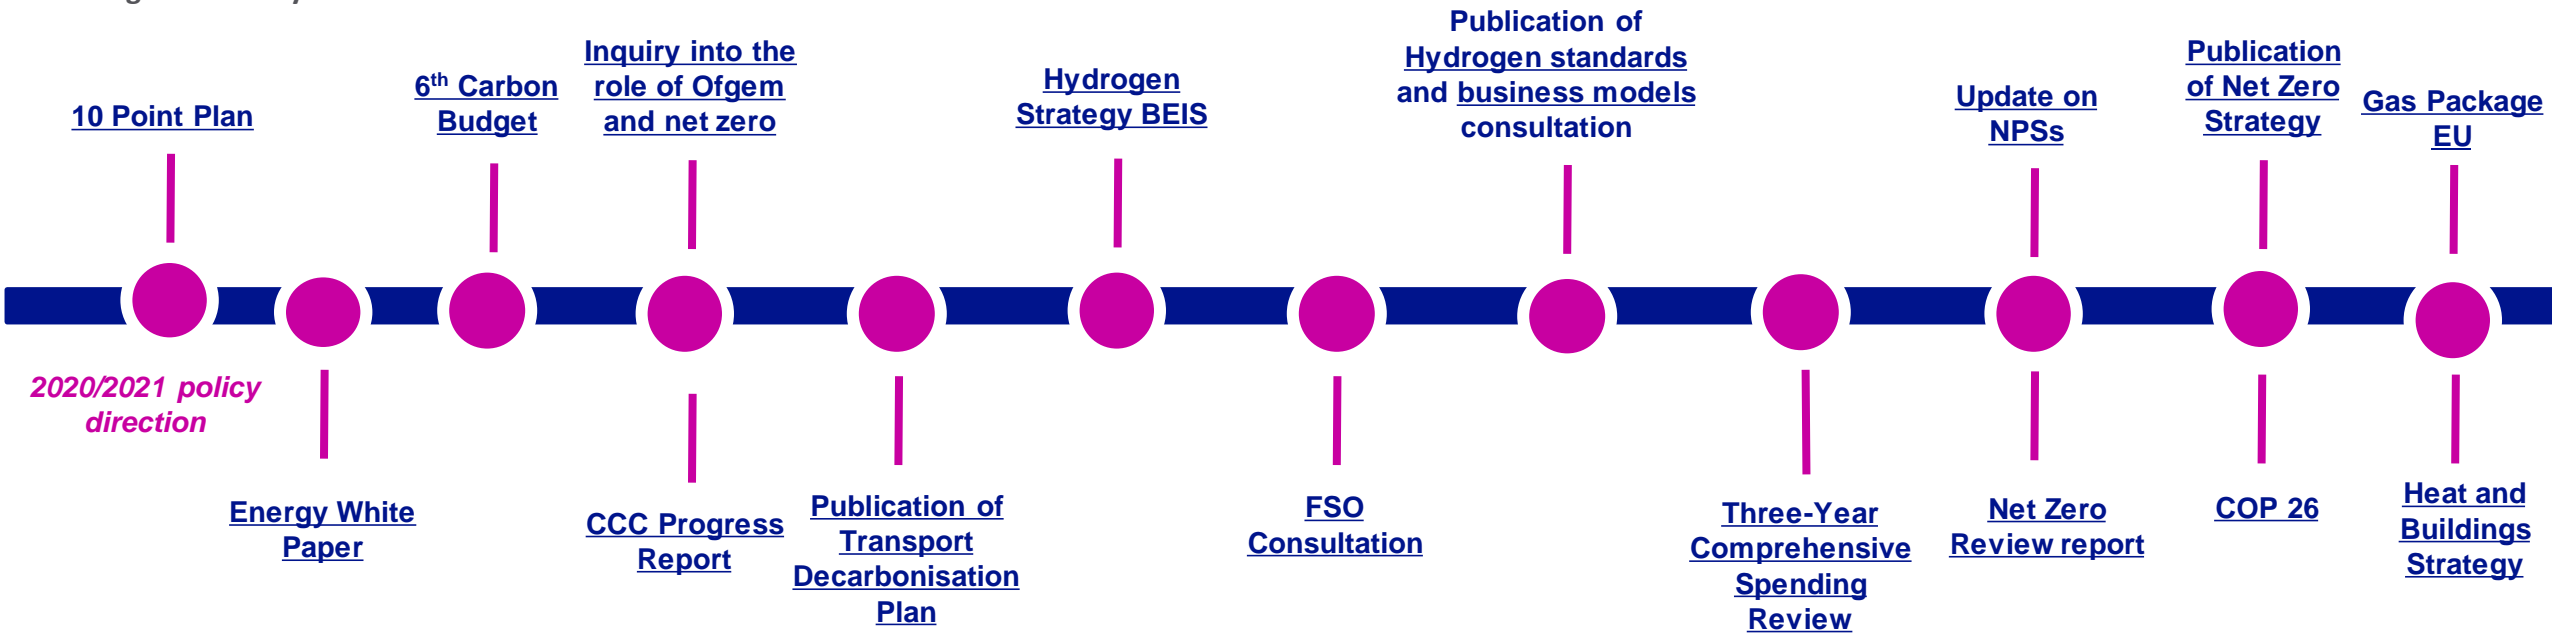 10 Point Plan
2020/2021 policy
direction
Energy White
Paper
6th Carbon
Budget
Inquiry into the
role of Ofgem
and net zero
CCC Progress
Report
Publication of
Transport
Decarbonisation
Plan
Hydrogen
Strategy BEIS
FSO
Consultation
Publication of
Hydrogen standards
and business models
consultation
Three-Year
Comprehensive
Spending
Review
Update on
NPSs
Net Zero
Review report
Publication
of Net Zero
Strategy
COP 26
Gas Package
EU
Heat and
Buildings
Strategy